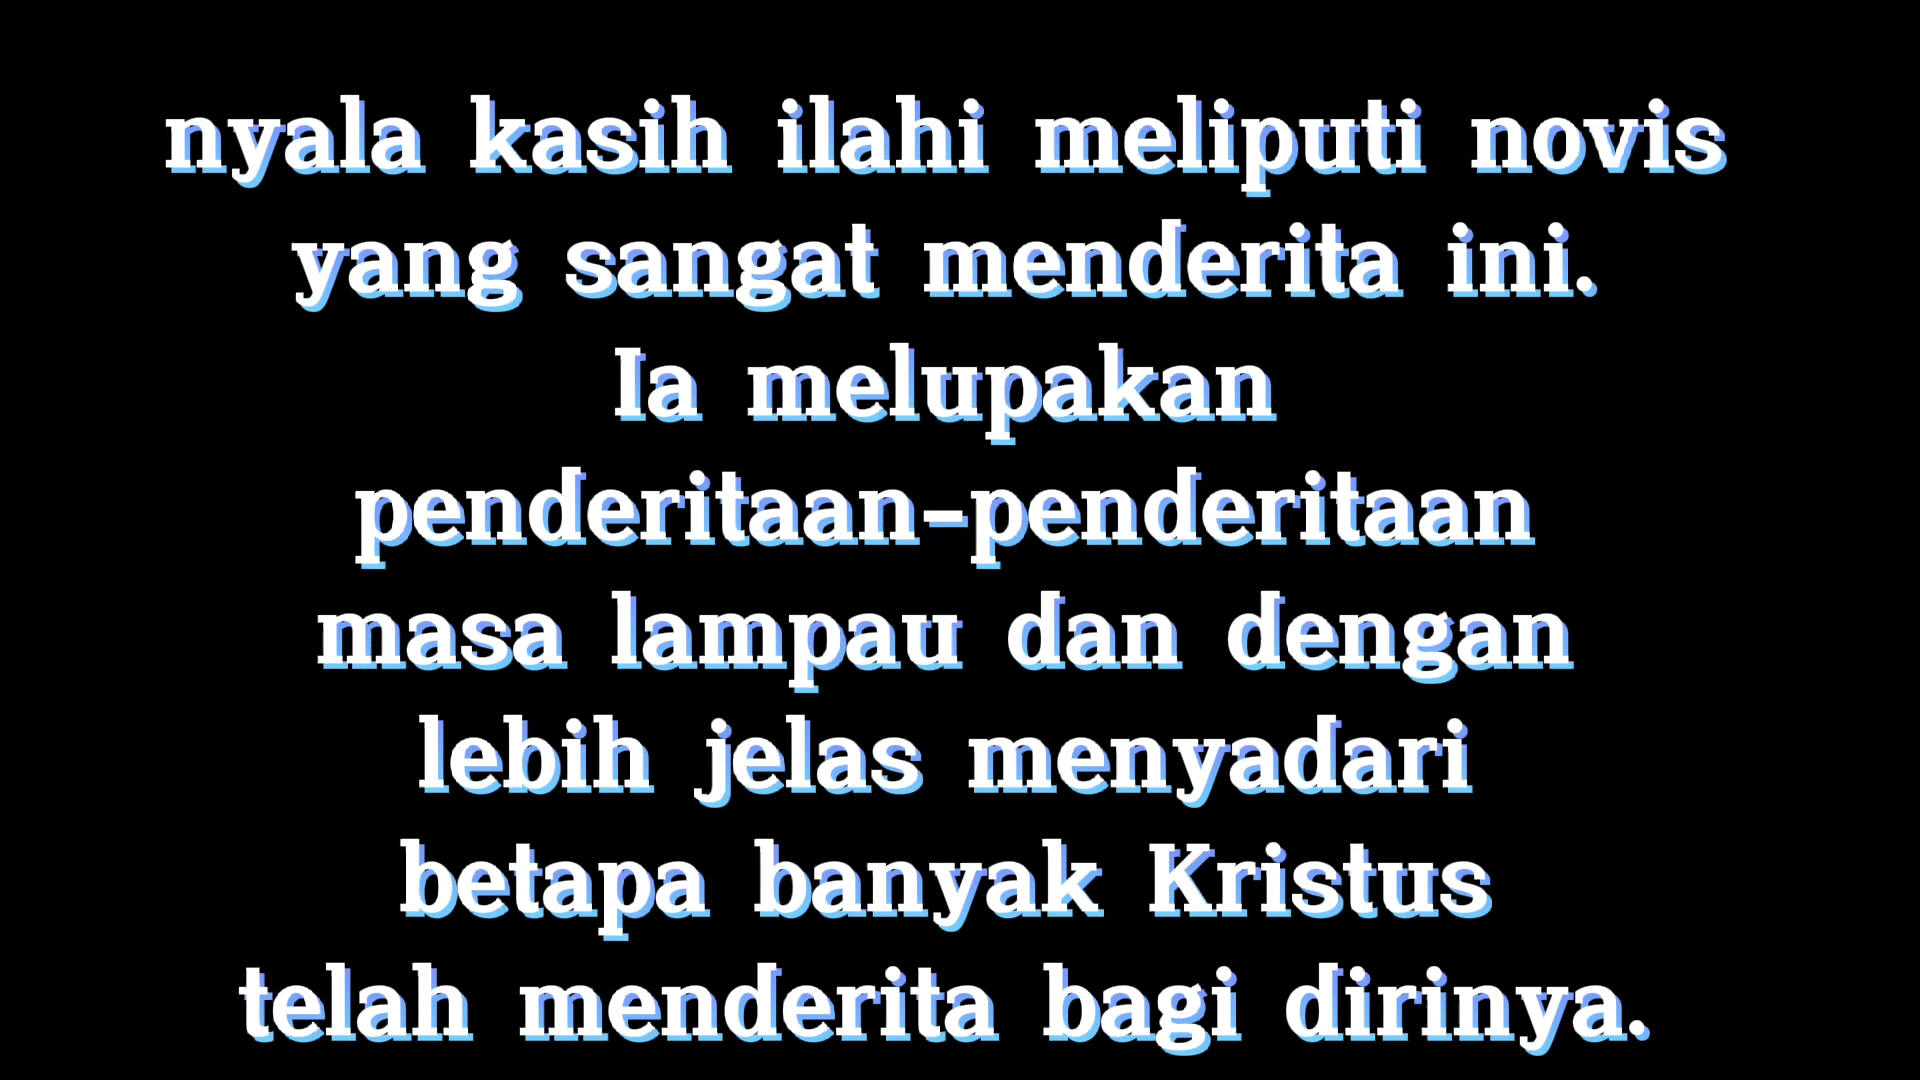 nyala kasih ilahi meliputi novis
yang sangat menderita ini.
Ia melupakan
penderitaan-penderitaan
masa lampau dan dengan
lebih jelas menyadari
betapa banyak Kristus
telah menderita bagi dirinya.